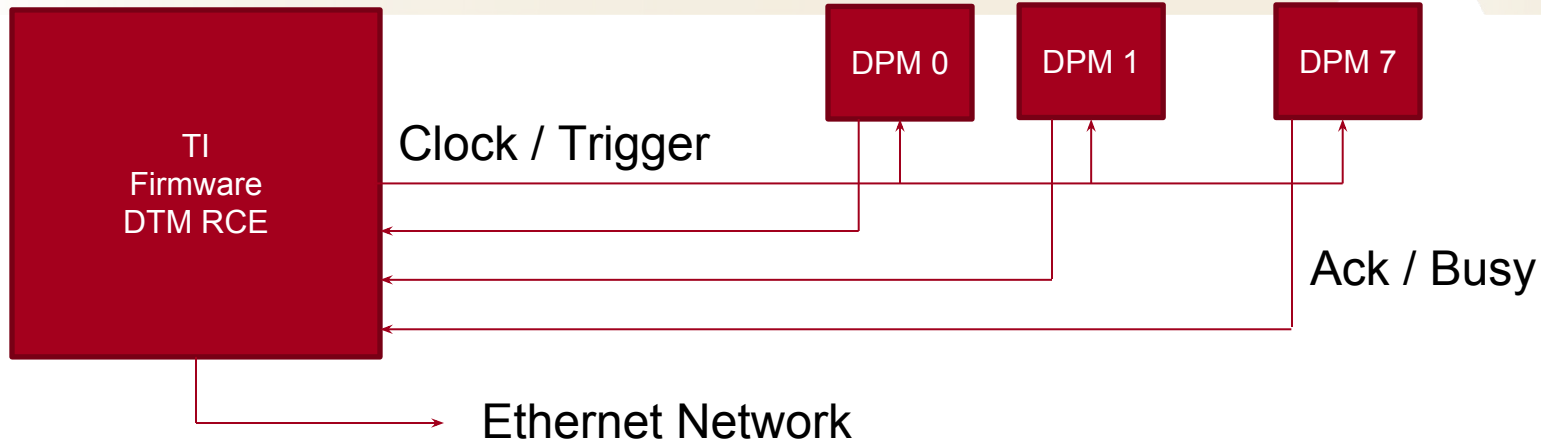 DPM 0
DPM 1
DPM 7
TI
Firmware
DTM RCE
Clock / Trigger
Ack / Busy
Ethernet Network